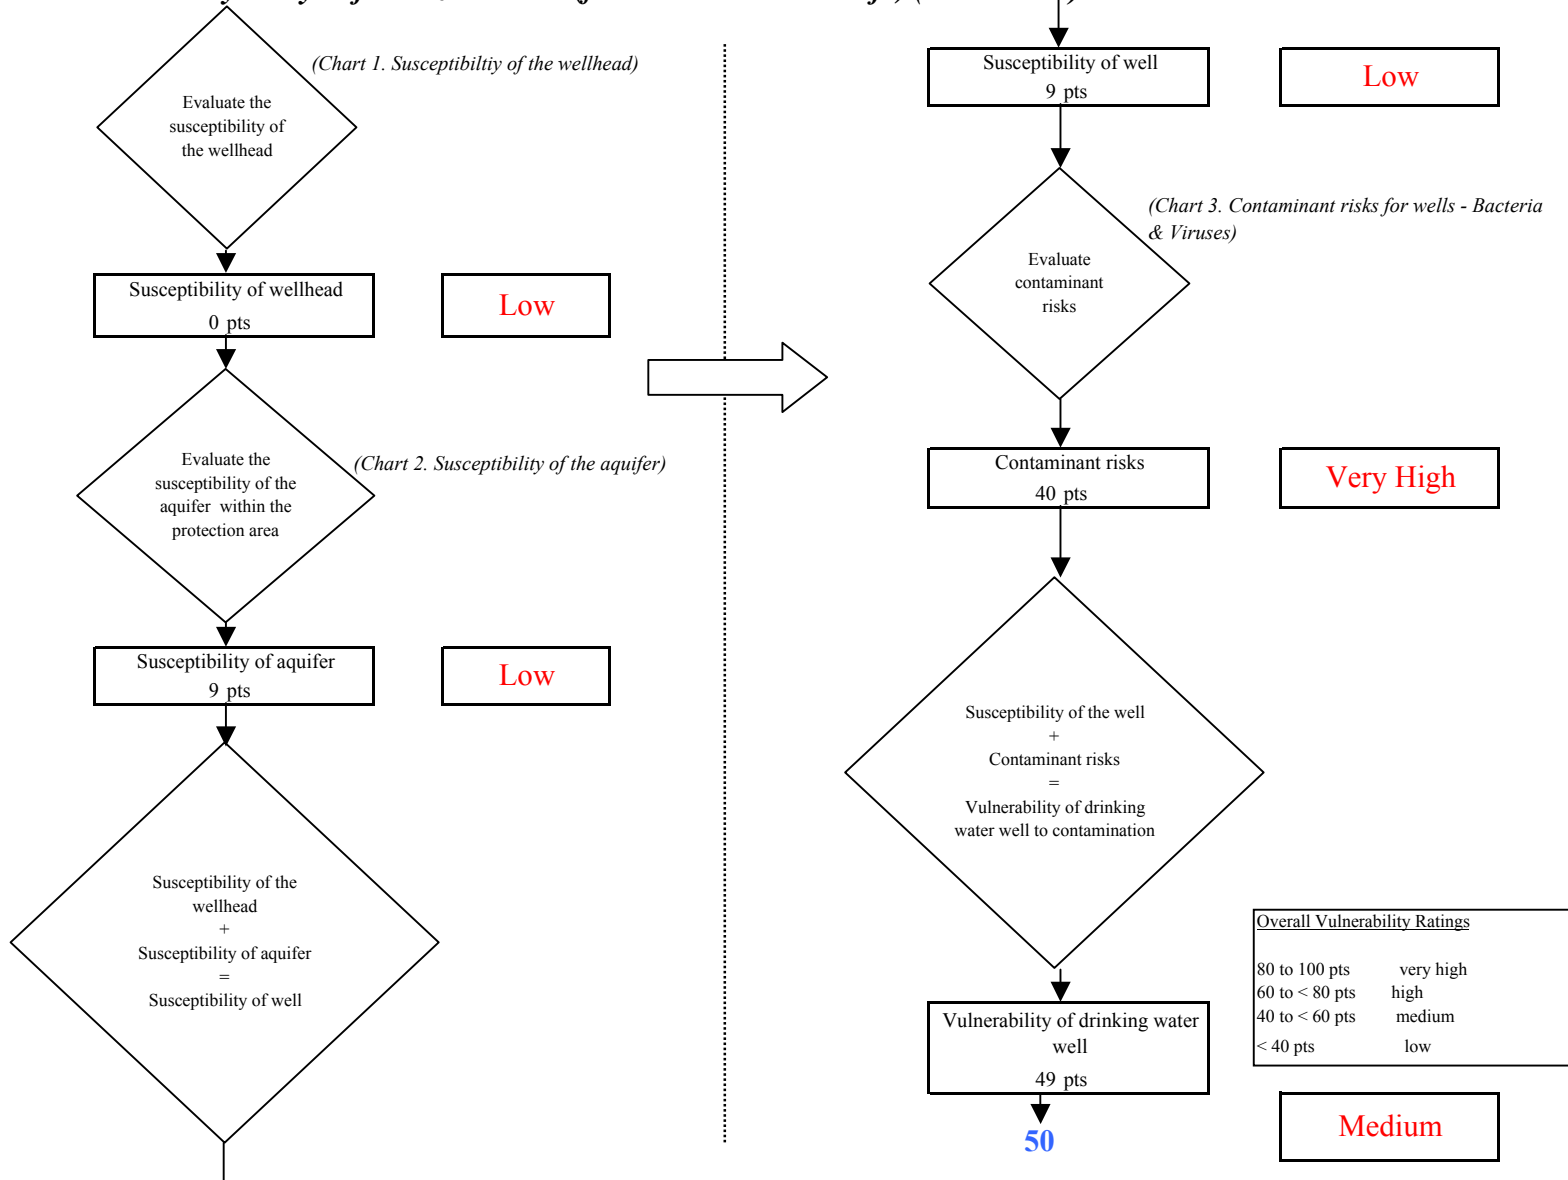 (Chart 1. Susceptibiltiy of the wellhead)
Evaluate the
susceptibility of
the wellhead
Susceptibility of wellhead
0 pts
Low
Evaluate the
susceptibility of the
aquifer within the
protection area
(Chart 2. Susceptibility of the aquifer)
Susceptibility of aquifer
9 pts
Low
Susceptibility of the
wellhead
+
Susceptibility of aquifer
=
Susceptibility of well
Susceptibility of well
9 pts
Low
(Chart 3. Contaminant risks for wells - Bacteria
& Viruses)
Evaluate
contaminant
risks
Contaminant risks
40 pts
Very High
Susceptibility of the well
+
Contaminant risks
=
Vulnerability of drinking
water well to contamination
Overall Vulnerability Ratings
80 to 100 pts very high
60 to < 80 pts high
40 to < 60 pts medium
< 40 pts low
Vulnerability of drinking water
well
49 pts
50
Medium